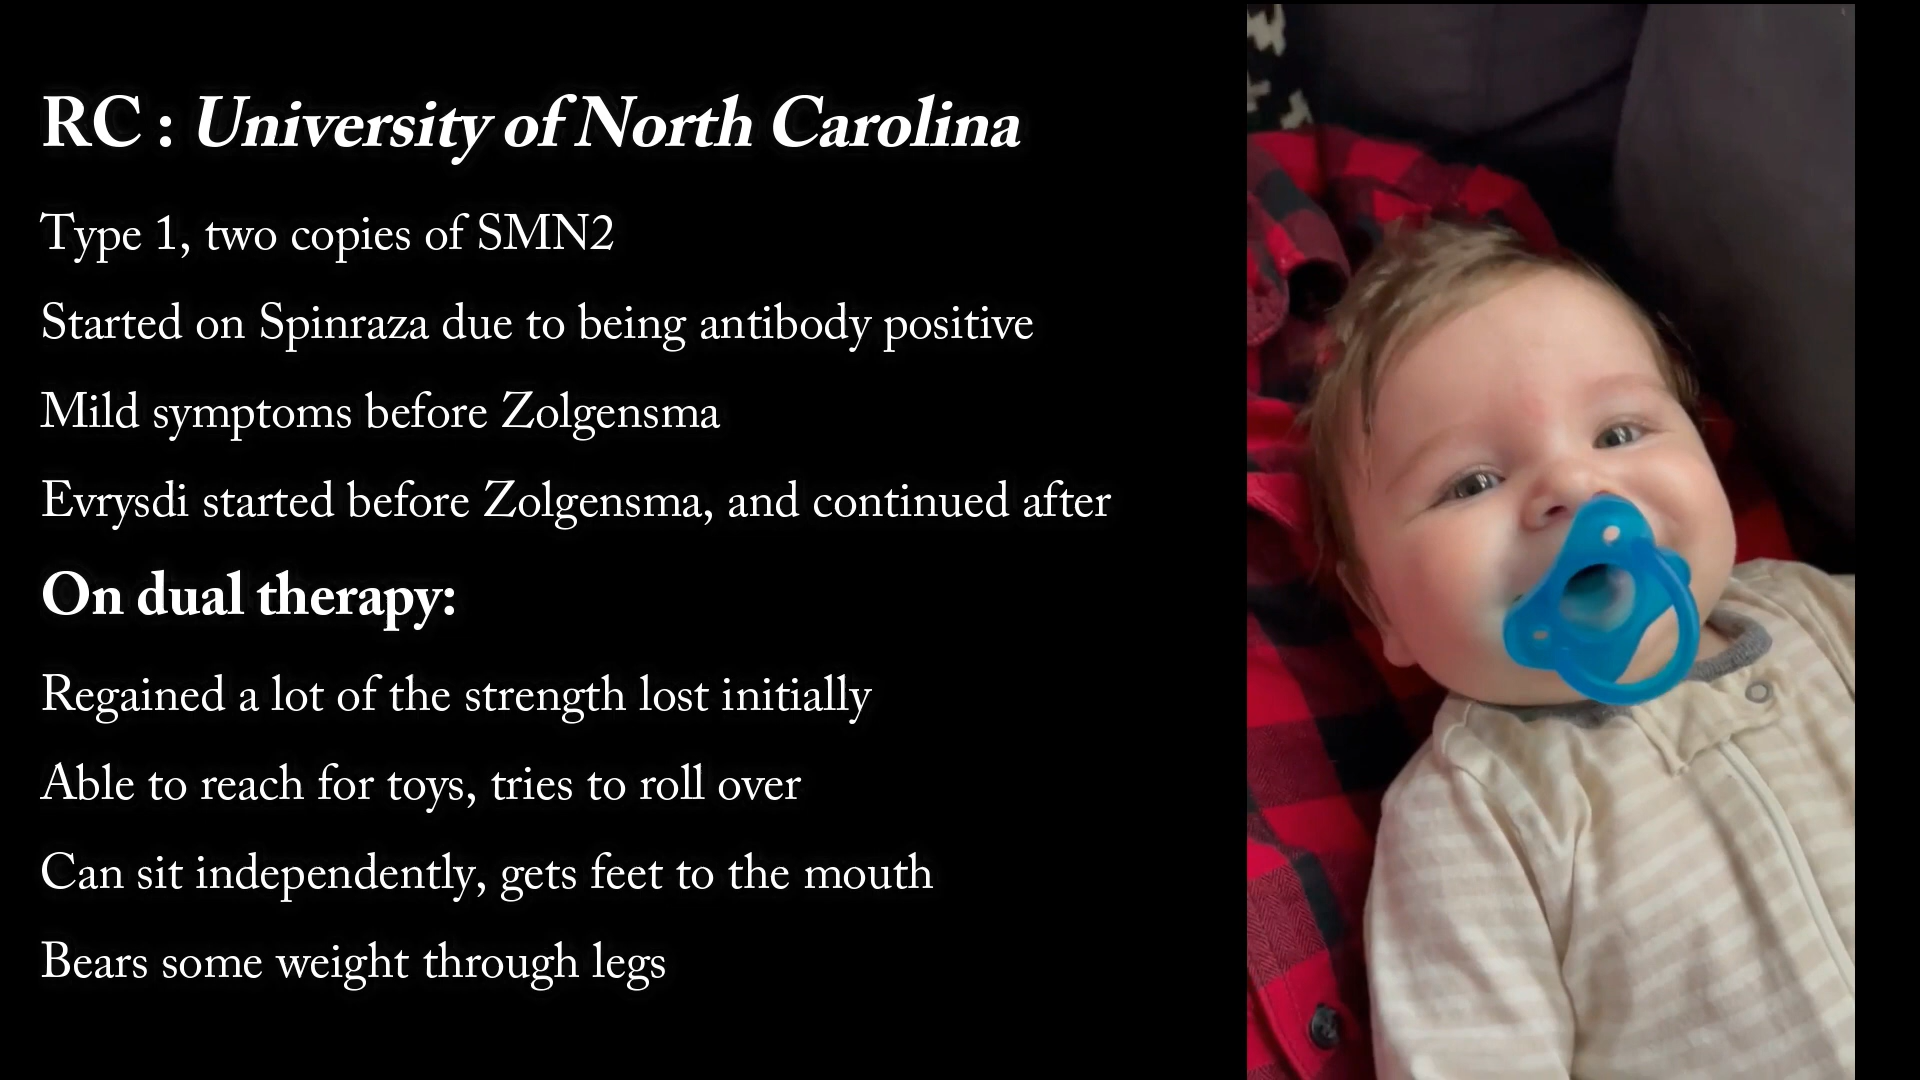 RC : University of North Carolina
Type 1, two copies of SMN2
Started on Spinraza due to being antibody positive
Mild symptoms before Zolgensma
Evrysdi started before Zolgensma, and continued after
On dual therapy:
Regained a lot of the strength lost initially
Able to reach for toys, tries to roll over
Can sit independently, gets feet to the mouth
Bears some weight through legs